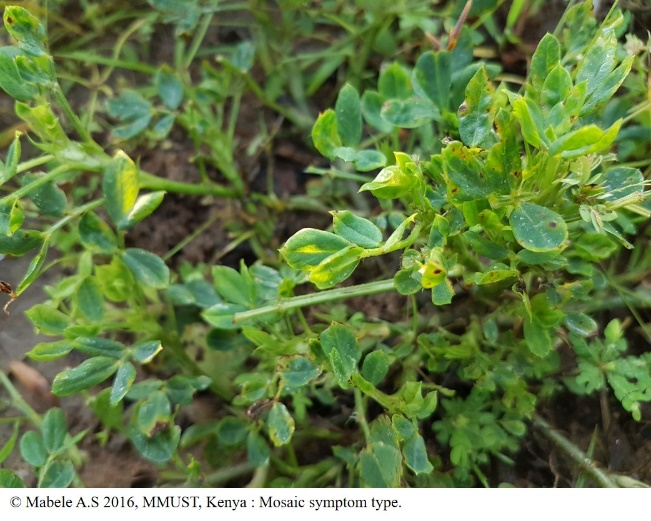 © Mabele A.S 2016, MMUST, Kenya : Mosaic symptom type.